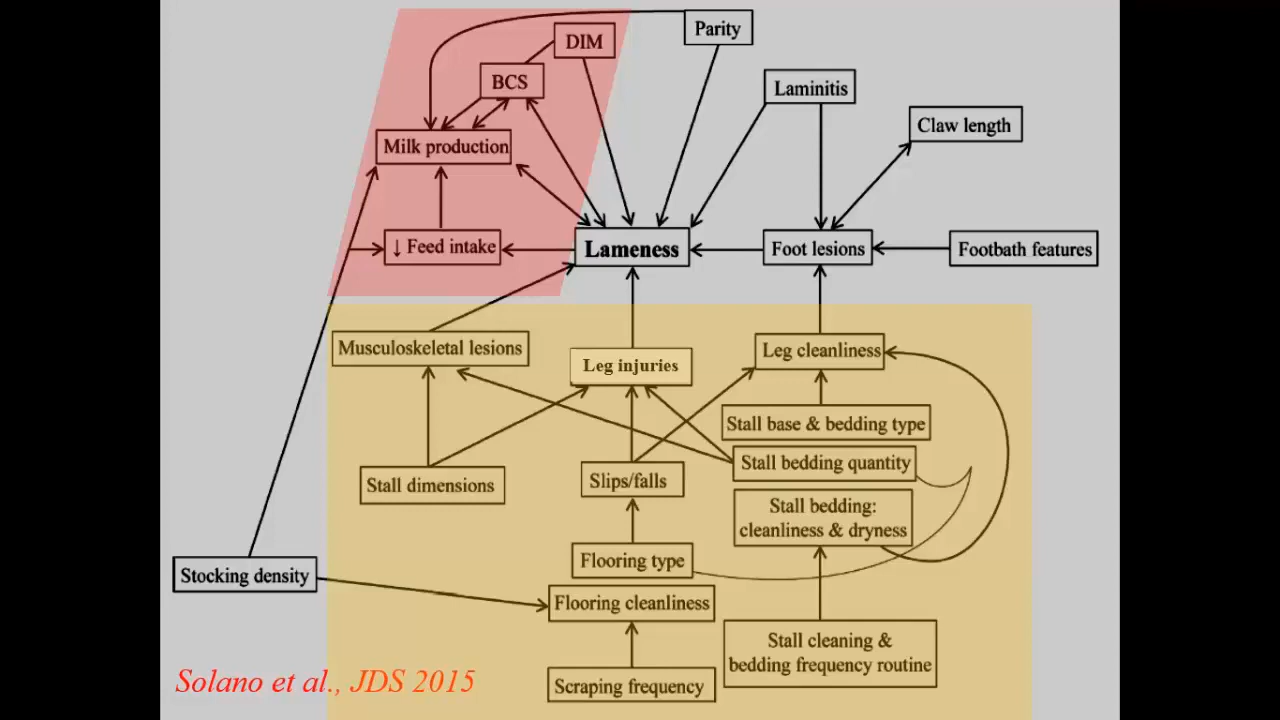 Parity
DIM
BCS
Laminitis
Claw length
Milk production
↓ Feed intake
Lameness
Foot lesions
Footbath features
Musculoskeletal lesions
Leg injuries
Leg cleanliness
Stall base & bedding type
Stall bedding quantity
Stall dimensions
Slips/falls
Stall bedding:
cleanliness & dryness
Flooring type
Stocking density
Flooring cleanliness
Stall cleaning &
bedding frequency routine
Scraping frequency
Solano et al., JDS 2015